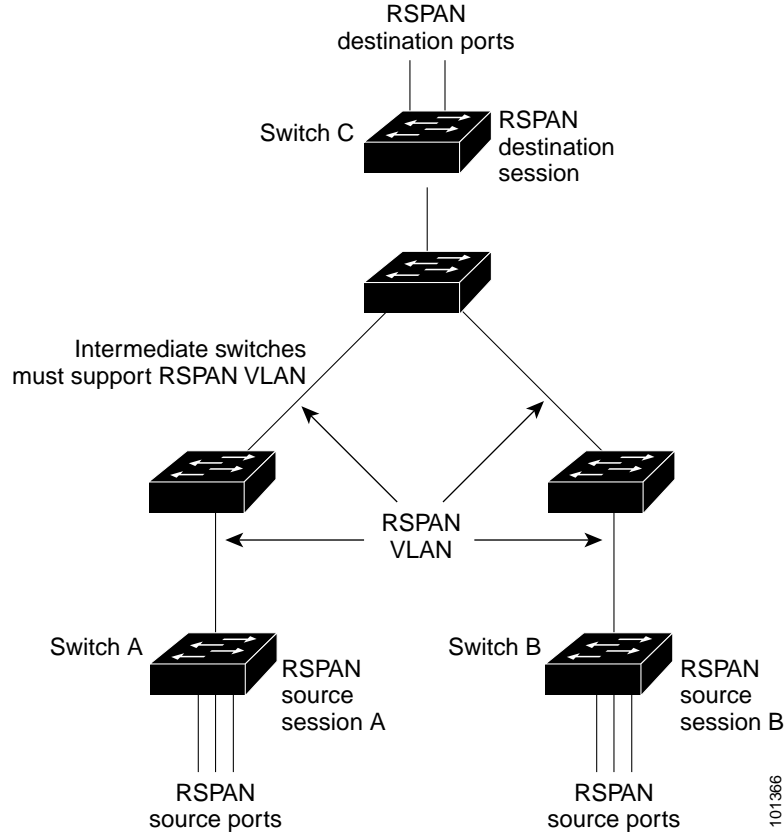 RSPAN
destination ports
Switch C
RSPAN
destination
session
Intermediate switches
must support RSPAN VLAN
RSPAN
VLAN
Switch A
RSPAN
source
session A
Switch B
RSPAN
source
session B
RSPAN
source ports
RSPAN
source ports
101366